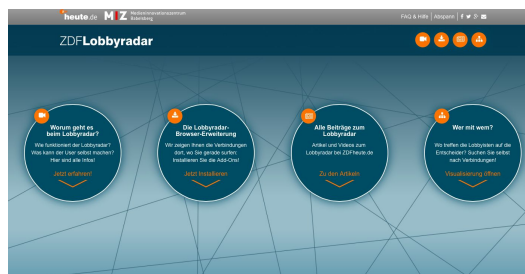 heute.de MIZ Medieninnovationszentrum
Babelsberg
FAQ & Hilfe | Abspann
ZDFLobbyradar
Worum geht es
beim Lobbyradar?
Wie funktioniert der Lobbyradar?
Was kann der User selbst machen?
Hier sind alle Infos!
Jetzt erfahren!
Die Lobbyradar-
Browser-Erweiterung
Wir zeigen Ihnen die Verbindungen
dort, wo Sie gerade surfen:
Installieren Sie die Add-Ons!
Jetzt Installieren
Alle Beiträge zum
Lobbyradar
Artikel und Videos zum
Lobbyradar bei ZDFheute.de
Zu den Artikeln
Wer mit wem?
Wo treffen die Lobbyisten auf die
Entscheider? Suchen Sie selbst
nach Verbindungen!
Visualisierung öffnen